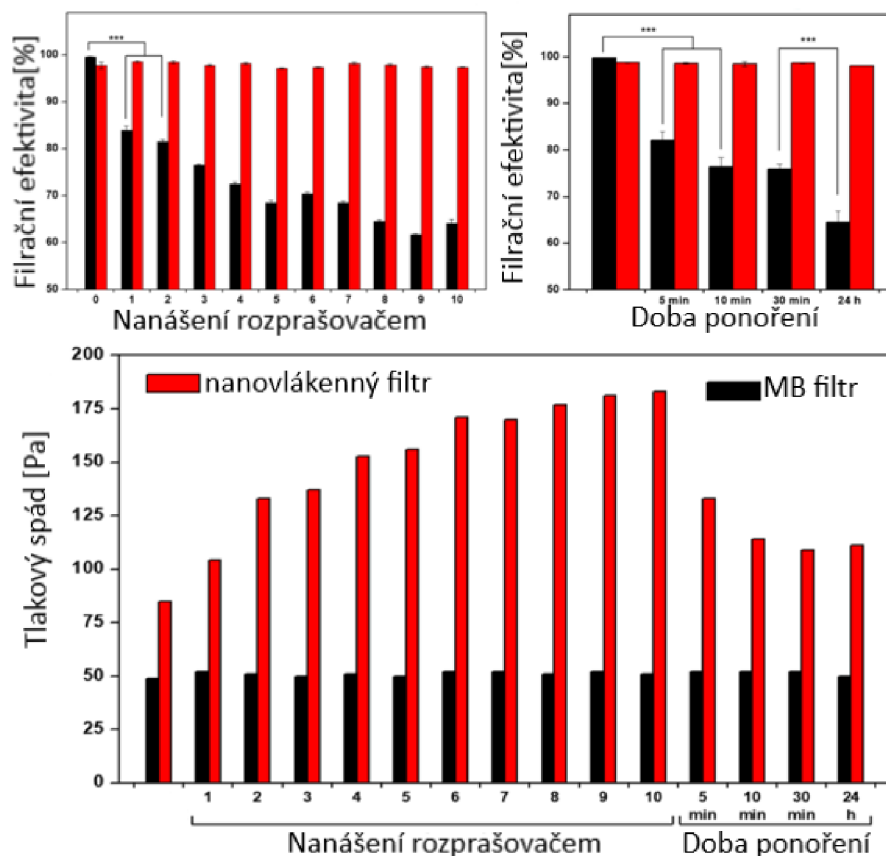 Filrační efektivita[%]
100
90
80
70
60
50
***
0 1 2 3 4 5 6 7 8 9 10
Nanášení rozprašovačem
Filrační efektivita[%]
100
90
80
70
60
50
***
***
5 min 10 min 30 min 24 h
Doba ponoření
Tlakový spád [Pa]
200
175
150
125
100
75
50
25
0
nanovlákenný filtr
MB filtr
1 2 3 4 5 6 7 8 9 10 5 10 30 24
min min min h
Nanášení rozprašovačem Doba ponoření